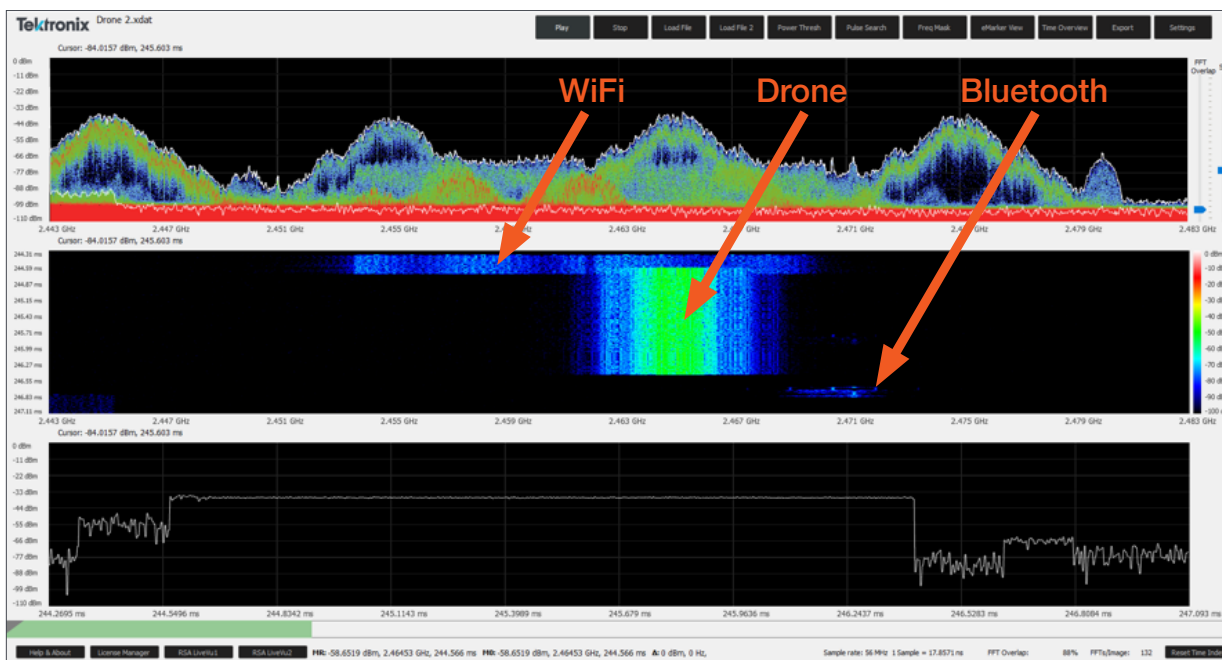 Tektronix Drone 2.xdat
Play Stop Load File Load File 2 Power Thresh Pulse Search Freq Mask eMarker View Time Overview Export Settings
Cursor: -84.0157 dBm, 245.603 ms
0 dBm
-11 dBm
-22 dBm
-33 dBm
-44 dBm
-55 dBm
-66 dBm
-77 dBm
-88 dBm
-99 dBm
-110 dBm
FFT
Overlap
WiFi Drone Bluetooth
2.443 GHz 2.447 GHz 2.451 GHz 2.455 GHz 2.463 GHz 2.467 GHz 2.471 GHz 2.475 GHz 2.479 GHz 2.483 GHz
Cursor: -84.0157 dBm, 245.603 ms
244.31 ms
244.59 ms
244.87 ms
245.15 ms
245.43 ms
245.71 ms
245.99 ms
246.27 ms
246.55 ms
246.83 ms
247.11 ms
0 dBm
-10 d
-20 d
-30 d
-40 d
-50 d
-60 d
-70 d
-80 d
-90 d
-100 d
2.443 GHz 2.447 GHz 2.451 GHz 2.455 GHz 2.459 GHz 2.463 GHz 2.467 GHz 2.471 GHz 2.475 GHz 2.479 GHz 2.483 GHz
Cursor: -84.0157 dBm, 245.603 ms
0 dBm
-11 dBm
-22 dBm
-33 dBm
-44 dBm
-55 dBm
-66 dBm
-77 dBm
-88 dBm
-99 dBm
-110 dBm
244.2695 ms 244.5496 ms 244.8342 ms 245.1143 ms 245.3989 ms 245.679 ms 245.9636 ms 246.2437 ms 246.5283 ms 246.8084 ms 247.093 ms
Help & About License Manager RSA LiveVu1 RSA LiveVu2 MR: -58.6519 dBm, 2.46453 GHz, 244.566 ms M0: -58.6519 dBm, 2.46453 GHz, 244.566 ms Δ: 0 dBm, 0 Hz, Sample rate: 56 MHz 1 Sample = 17.8571 ns FFT Overlap: 88% FFTs/Image: 132 Reset Time Inde